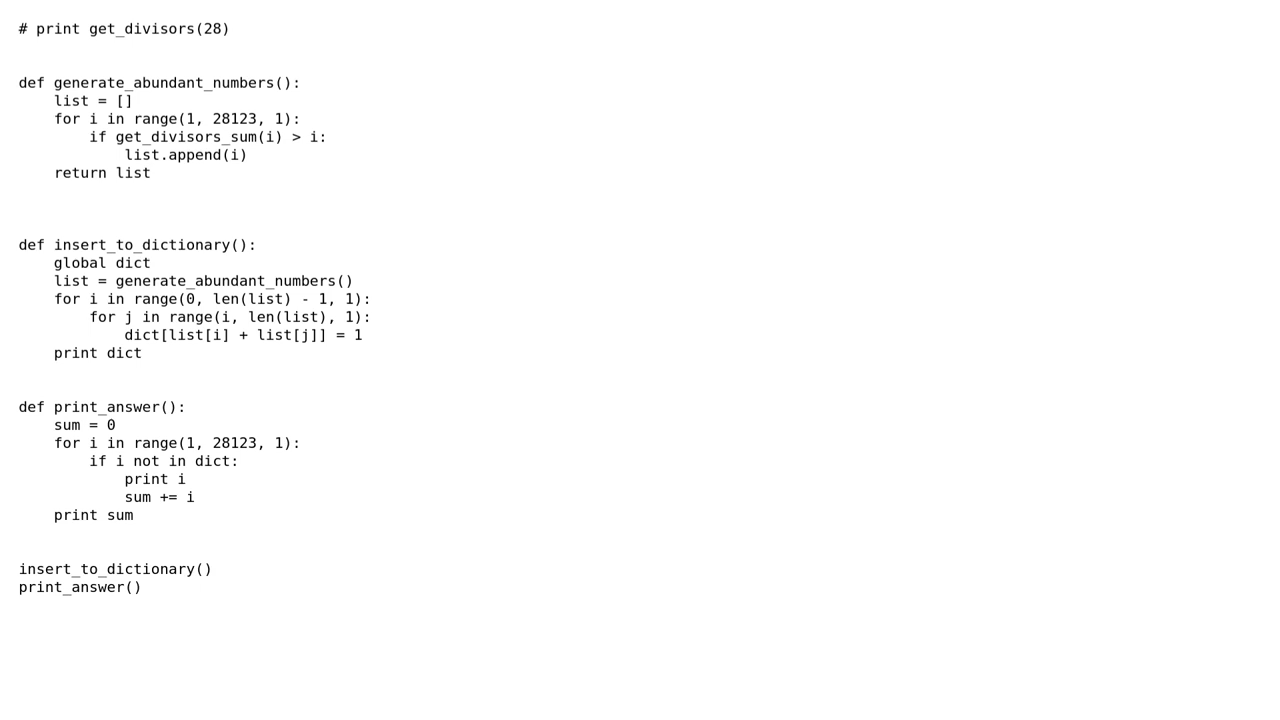 # print get_divisors(28)
def generate_abundant_numbers():
    list = []
    for i in range(1, 28123, 1):
        if get_divisors_sum(i) > i:
            list.append(i)
    return list
def insert_to_dictionary():
    global dict
    list = generate_abundant_numbers()
    for i in range(0, len(list) - 1, 1):
        for j in range(i, len(list), 1):
            dict[list[i] + list[j]] = 1
    print dict
def print_answer():
    sum = 0
    for i in range(1, 28123, 1):
        if i not in dict:
            print i
            sum += i
    print sum
insert_to_dictionary()
print_answer()